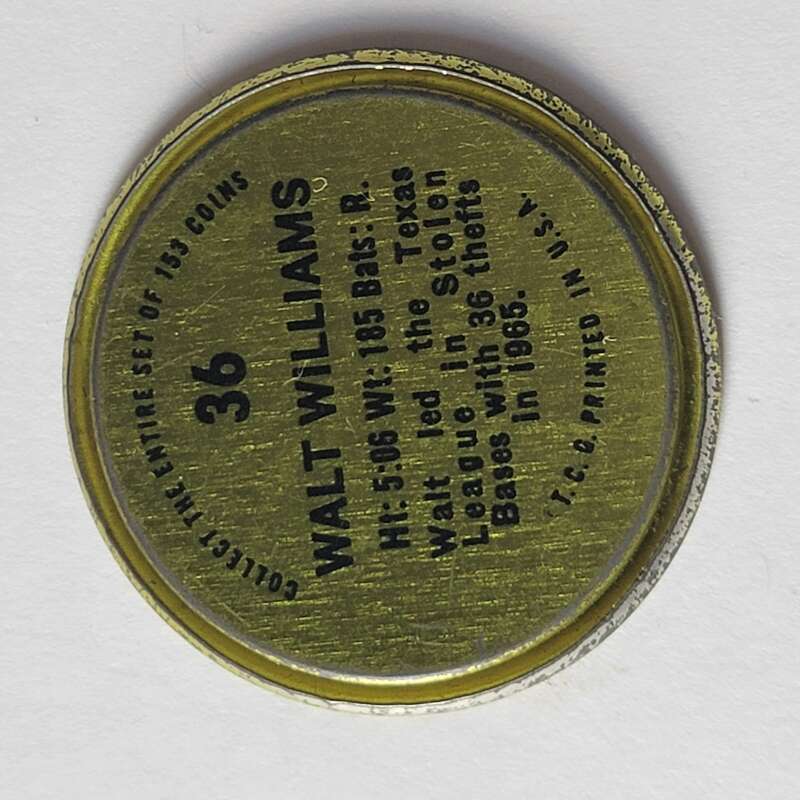 COLLECT THE ENTIRE SET OF 153 COINS
36
WALT WILLIAMS
Ht: 5:06 Wt: 185 Bats: R.
Walt led the Texas
League in Stolen
Bases with 36 thefts
in 1965.
T. C. G. PRINTED IN U.S.A.